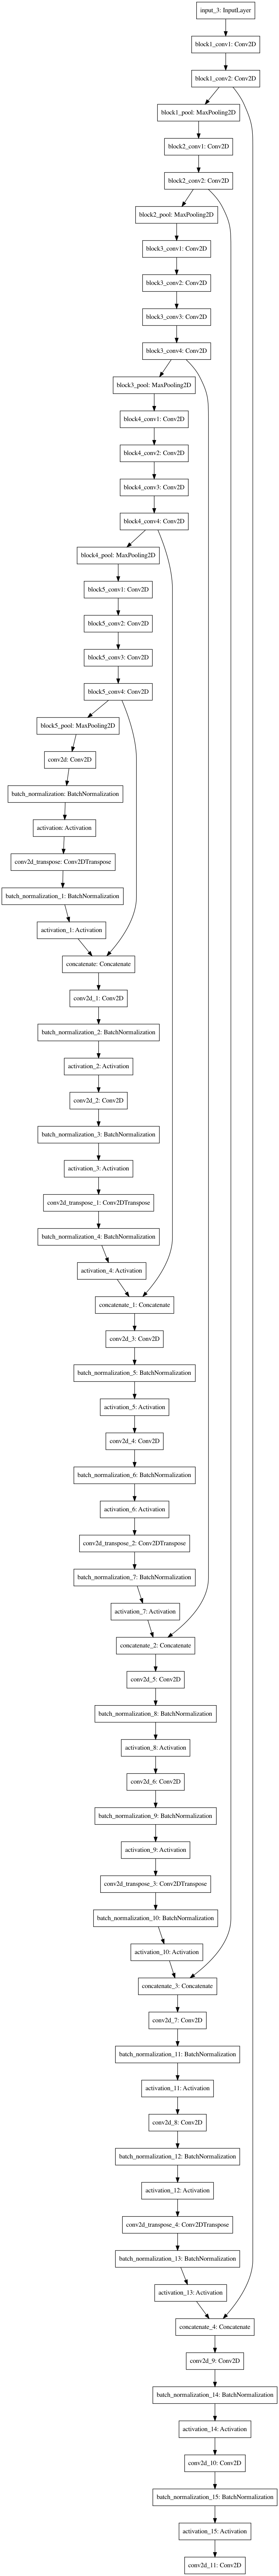 input_3: InputLayer
block1_conv1: Conv2D
block1_conv2: Conv2D
block1_pool: MaxPooling2D
block2_conv1: Conv2D
block2_conv2: Conv2D
block2_pool: MaxPooling2D
block3_conv1: Conv2D
block3_conv2: Conv2D
block3_conv3: Conv2D
block3_conv4: Conv2D
block3_pool: MaxPooling2D
block4_conv1: Conv2D
block4_conv2: Conv2D
block4_conv3: Conv2D
block4_conv4: Conv2D
block4_pool: MaxPooling2D
block5_conv1: Conv2D
block5_conv2: Conv2D
block5_conv3: Conv2D
block5_conv4: Conv2D
block5_pool: MaxPooling2D
conv2d: Conv2D
batch_normalization: BatchNormalization
activation: Activation
conv2d_transpose: Conv2DTranspose
batch_normalization_1: BatchNormalization
activation_1: Activation
concatenate: Concatenate
conv2d_1: Conv2D
batch_normalization_2: BatchNormalization
activation_2: Activation
conv2d_2: Conv2D
batch_normalization_3: BatchNormalization
activation_3: Activation
conv2d_transpose_1: Conv2DTranspose
batch_normalization_4: BatchNormalization
activation_4: Activation
concatenate_1: Concatenate
conv2d_3: Conv2D
batch_normalization_5: BatchNormalization
activation_5: Activation
conv2d_4: Conv2D
batch_normalization_6: BatchNormalization
activation_6: Activation
conv2d_transpose_2: Conv2DTranspose
batch_normalization_7: BatchNormalization
activation_7: Activation
concatenate_2: Concatenate
conv2d_5: Conv2D
batch_normalization_8: BatchNormalization
activation_8: Activation
conv2d_6: Conv2D
batch_normalization_9: BatchNormalization
activation_9: Activation
conv2d_transpose_3: Conv2DTranspose
batch_normalization_10: BatchNormalization
activation_10: Activation
concatenate_3: Concatenate
conv2d_7: Conv2D
batch_normalization_11: BatchNormalization
activation_11: Activation
conv2d_8: Conv2D
batch_normalization_12: BatchNormalization
activation_12: Activation
conv2d_transpose_4: Conv2DTranspose
batch_normalization_13: BatchNormalization
activation_13: Activation
concatenate_4: Concatenate
conv2d_9: Conv2D
batch_normalization_14: BatchNormalization
activation_14: Activation
conv2d_10: Conv2D
batch_normalization_15: BatchNormalization
activation_15: Activation
conv2d_11: Conv2D